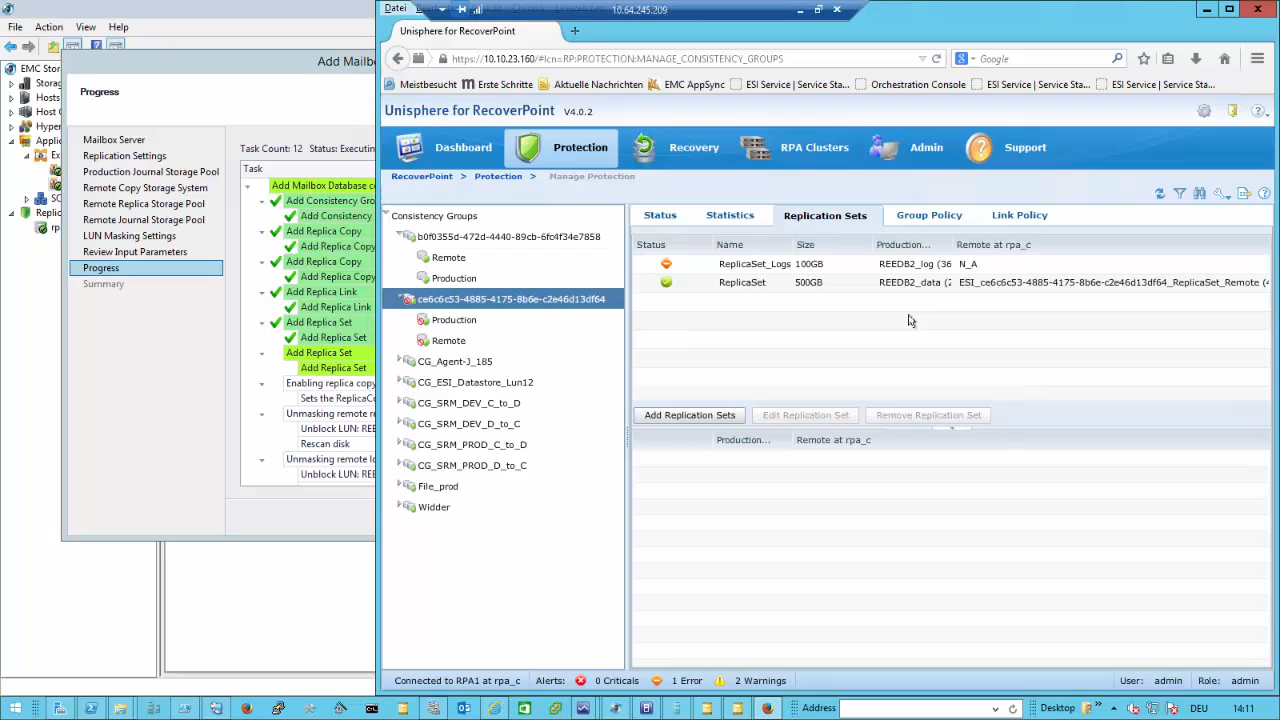 Datei
10.64.245.209
File Action View Help
Add Mailbo
Progress
Mailbox Server
Replication Settings
Production Journal Storage Pool
Remote Copy Storage System
Remote Replica Storage Pool
Remote Journal Storage Pool
LUN Masking Settings
Review Input Parameters
Progress
Summary
EMC Stor
Storag
Hosts
Host C
Hyper
Applic
Ex
SC
Replic
rp
Task Count: 12 Status: Executin
Task
Add Mailbox Database co
Add Consistency Gro
Add Consistency
Add Replica Copy
Add Replica Cop
Add Replica Copy
Add Replica Cop
Add Replica Link
Add Replica Link
Add Replica Set
Add Replica Set
Add Replica Set
Add Replica Set
Enabling replica copy
Sets the ReplicaCo
Unmasking remote re
Unblock LUN: REE
Rescan disk
Unmasking remote lo
Unblock LUN: REE
Unisphere for RecoverPoint
https://10.10.23.160/#lcn=RP:PROTECTION:MANAGE_CONSISTENCY_GROUPS
Google
Meistbesucht Erste Schritte Aktuelle Nachrichten EMC AppSync ESI Service | Service Sta... Orchestration Console ESI Service | Service Sta... ESI Service | Service Sta...
Unisphere for RecoverPoint V4.0.2
Dashboard Protection Recovery RPA Clusters Admin Support
RecoverPoint > Protection > Manage Protection
Consistency Groups
b0f0355d-472d-4440-89cb-6fc4f34e7858
Remote
Production
ce6c6c53-4885-4175-8b6e-c2e46d13df64
Production
Remote
CG_Agent-J_185
CG_ESI_Datastore_Lun12
CG_SRM_DEV_C_to_D
CG_SRM_DEV_D_to_C
CG_SRM_PROD_C_to_D
CG_SRM_PROD_D_to_C
File_prod
Widder
Status Statistics Replication Sets Group Policy Link Policy
Status Name Size Production... Remote at rpa_c
ReplicaSet_Logs 100GB REEDB2_log (36 N_A
ReplicaSet 500GB REEDB2_data (2 ESI_ce6c6c53-4885-4175-8b6e-c2e46d13df64_ReplicaSet_Remote (4
Add Replication Sets Edit Replication Set Remove Replication Set
Production... Remote at rpa_c
Connected to RPA1 at rpa_c Alerts: 0 Criticals 1 Error 2 Warnings User: admin Role: admin
Address Desktop DEU 14:11